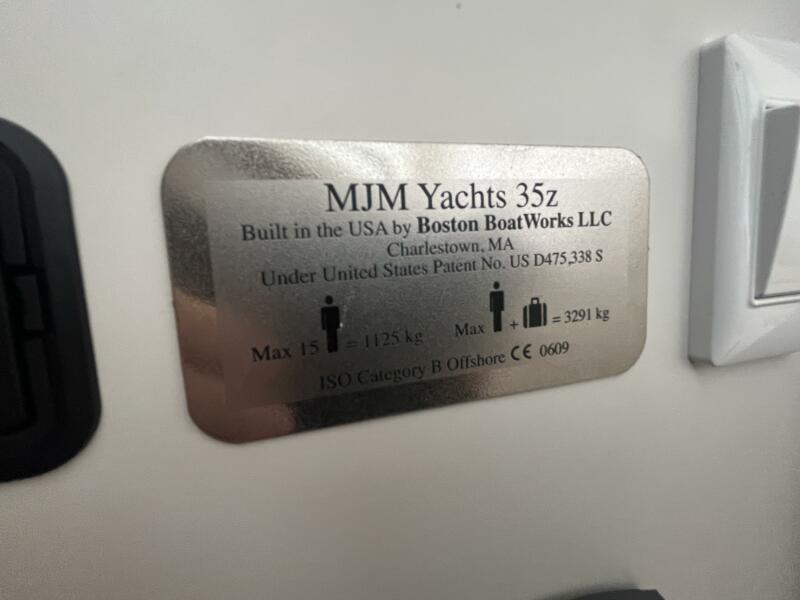 MJM Yachts 35z
Built in the USA by Boston BoatWorks LLC
Charlestown, MA
Under United States Patent No. US D475,338 S
Max 15 = 1125 kg
Max + = 3291 kg
ISO Category B Offshore CE 0609